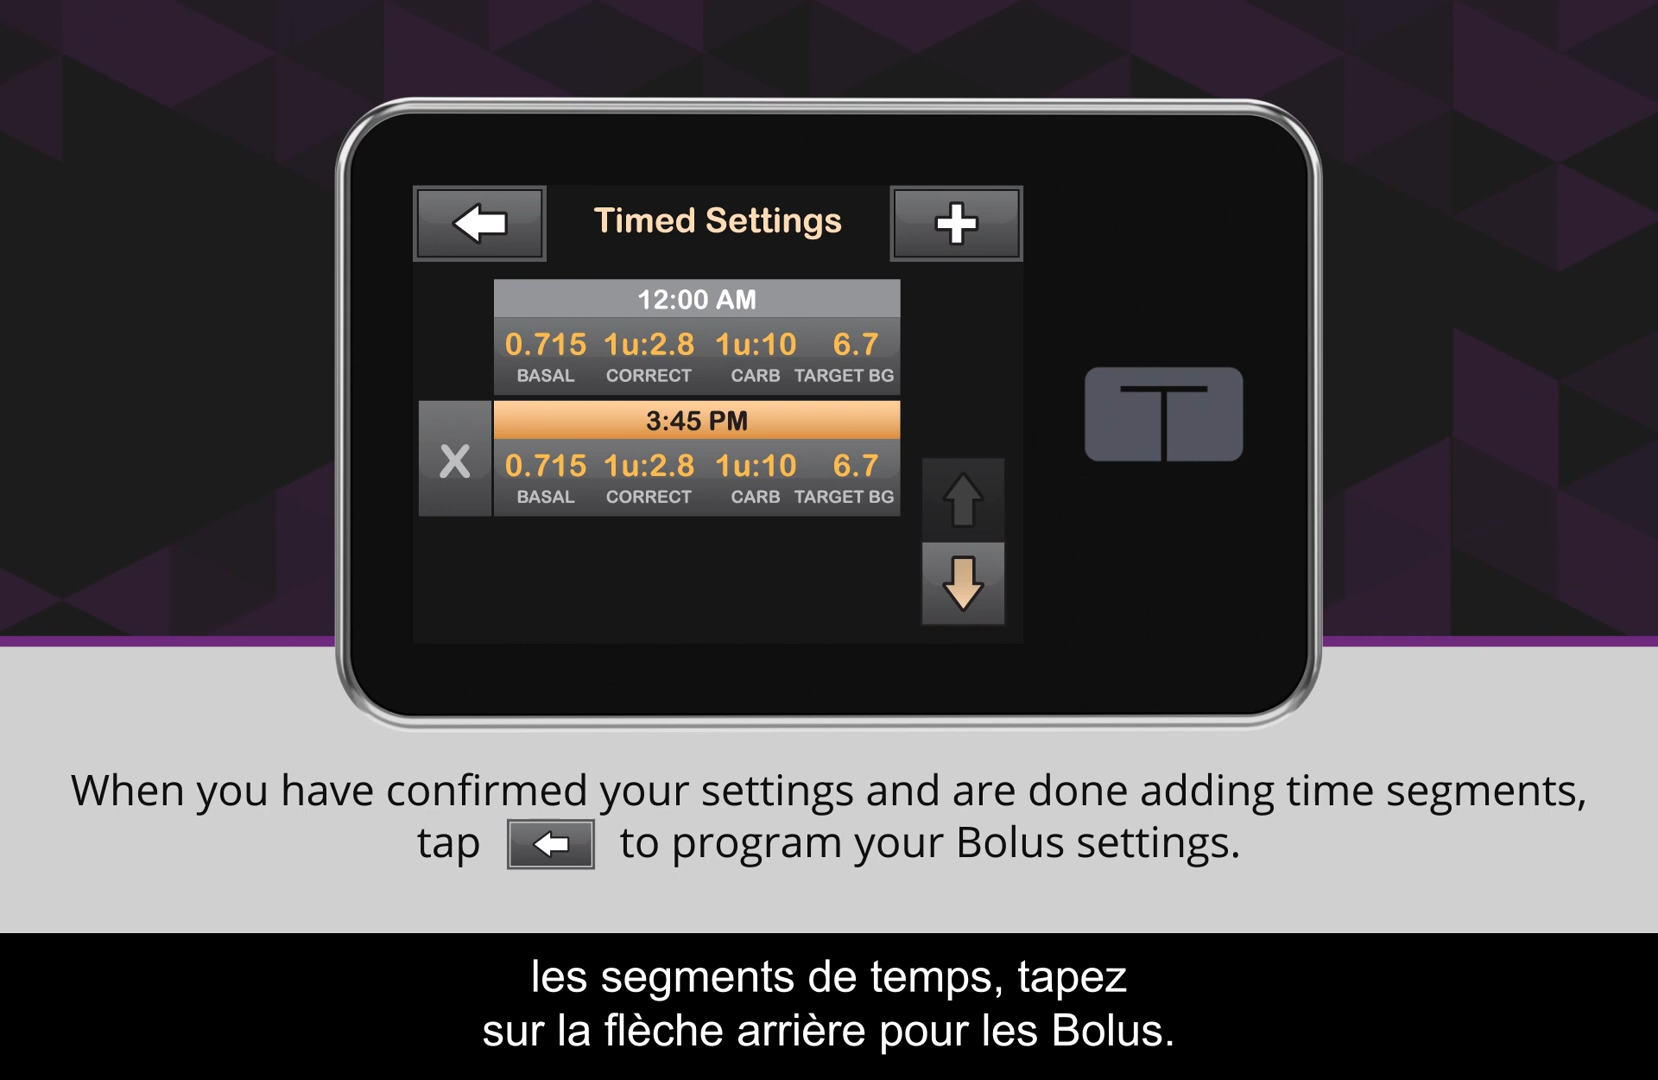 Timed Settings
12:00 AM
0.715 1u:2.8 1u:10 6.7
BASAL CORRECT CARB TARGET BG
3:45 PM
X
0.715 1u:2.8 1u:10 6.7
BASAL CORRECT CARB TARGET BG
When you have confirmed your settings and are done adding time segments,
tap to program your Bolus settings.
les segments de temps, tapez
sur la flèche arrière pour les Bolus.